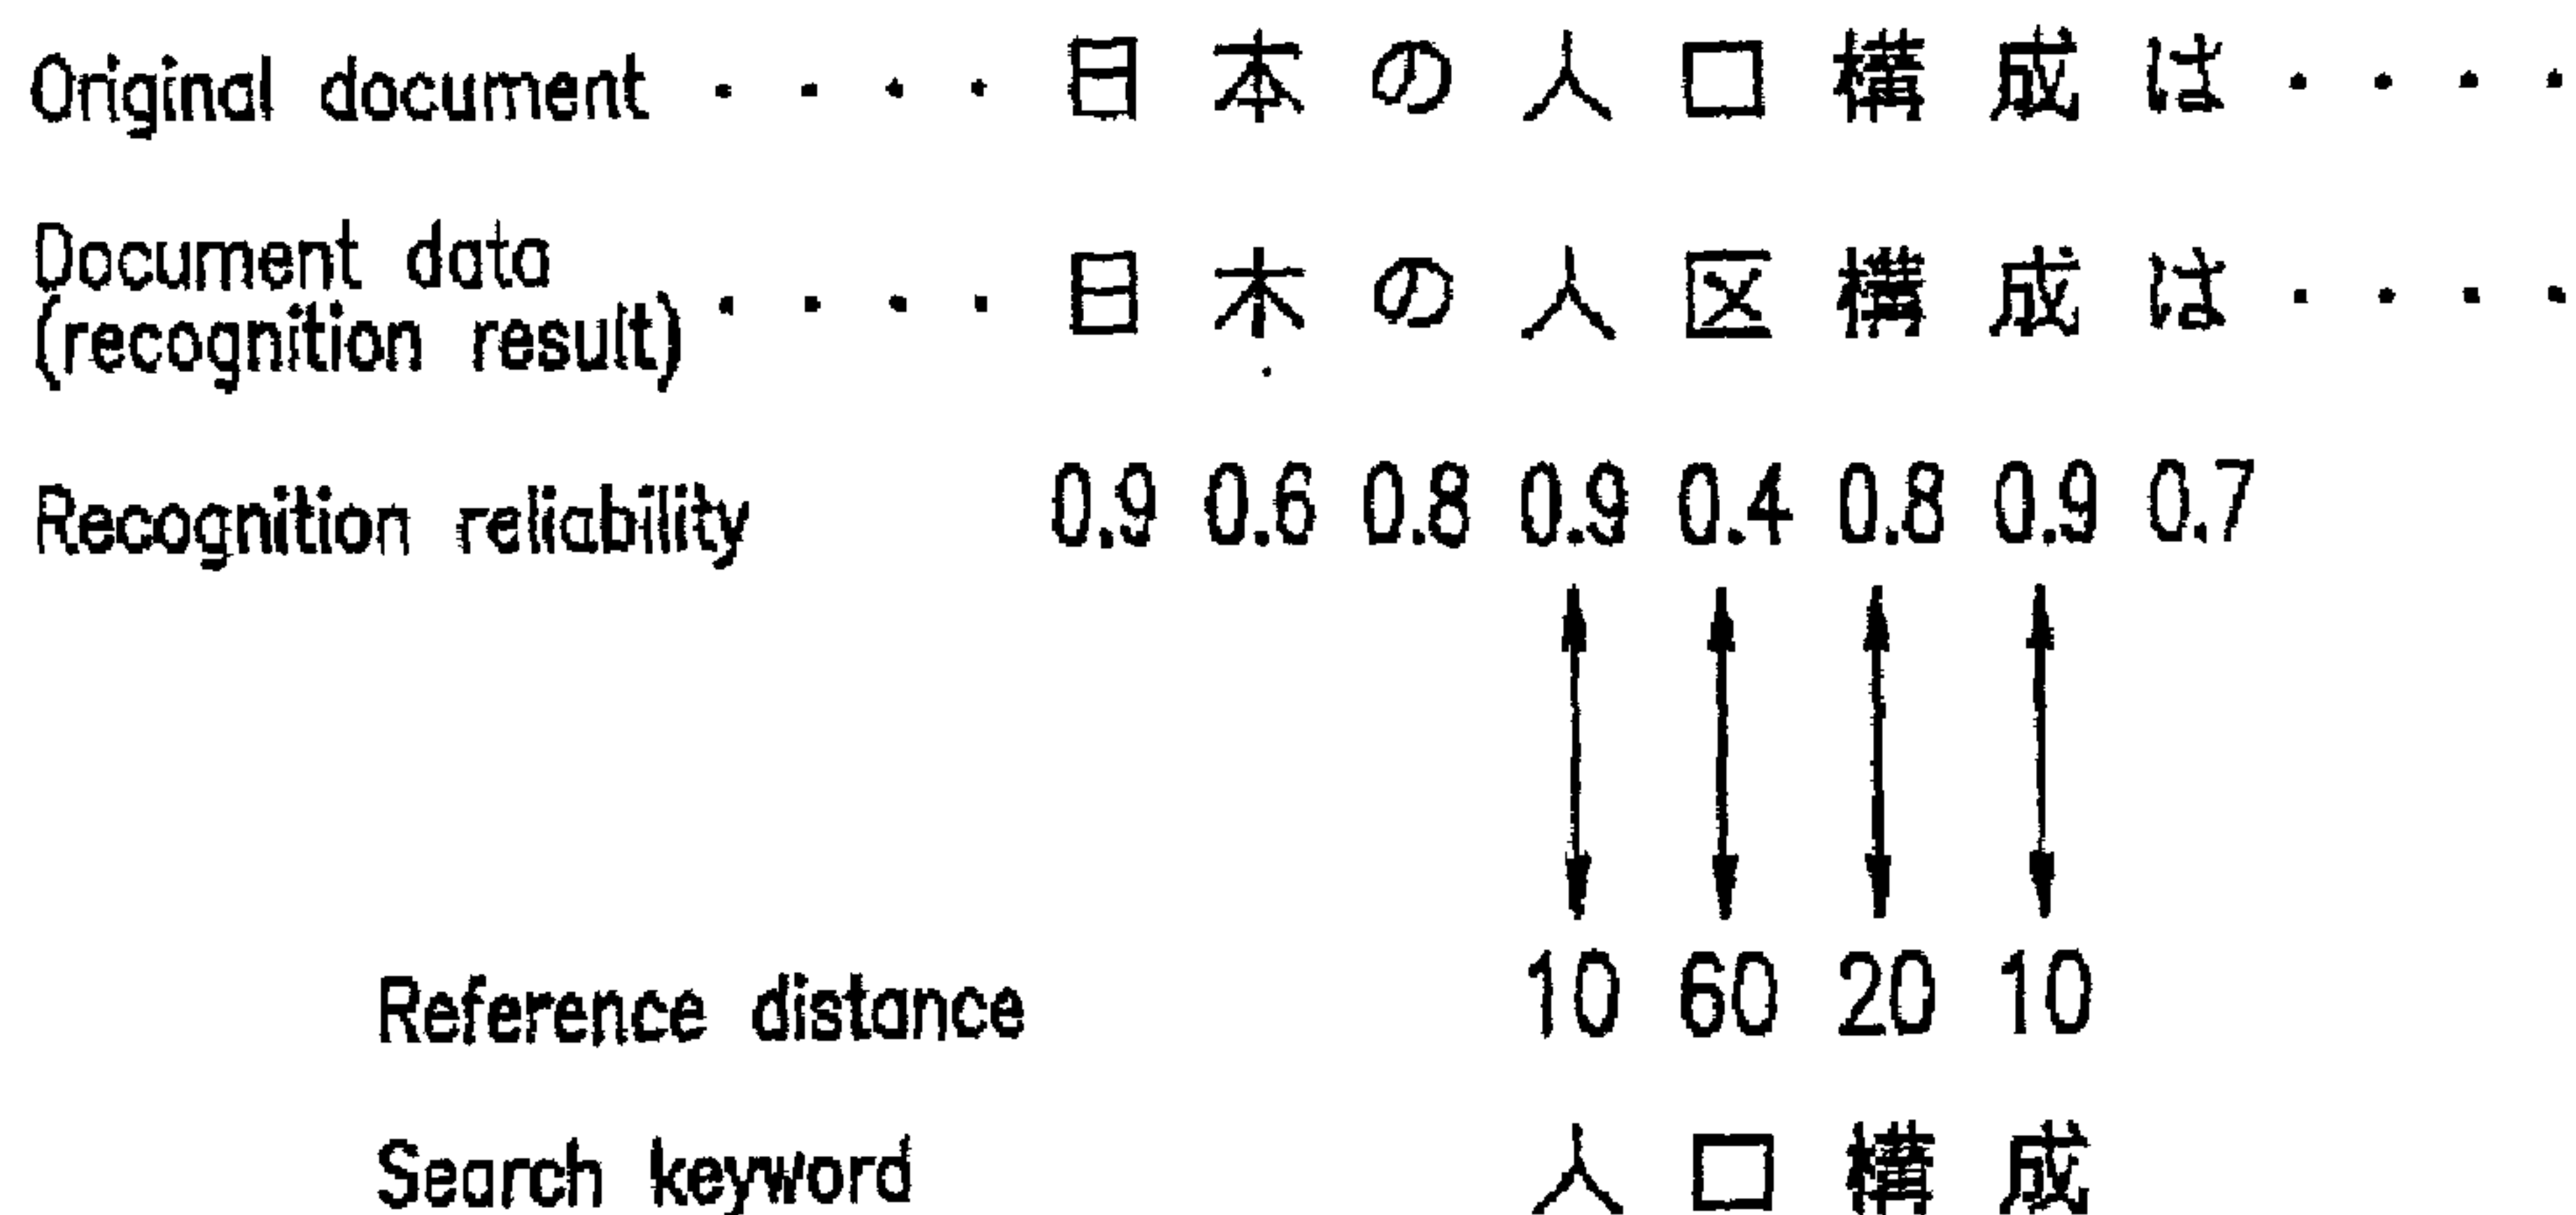 Original document ・・・・ 日本の人口構成は・・・・
Document data
(recognition result) ・・・・ 日木の人区構成は・・・・
Recognition reliability 0.9 0.6 0.8 0.9 0.4 0.8 0.9 0.7
Reference distance 10 60 20 10
Search keyword 人口構成